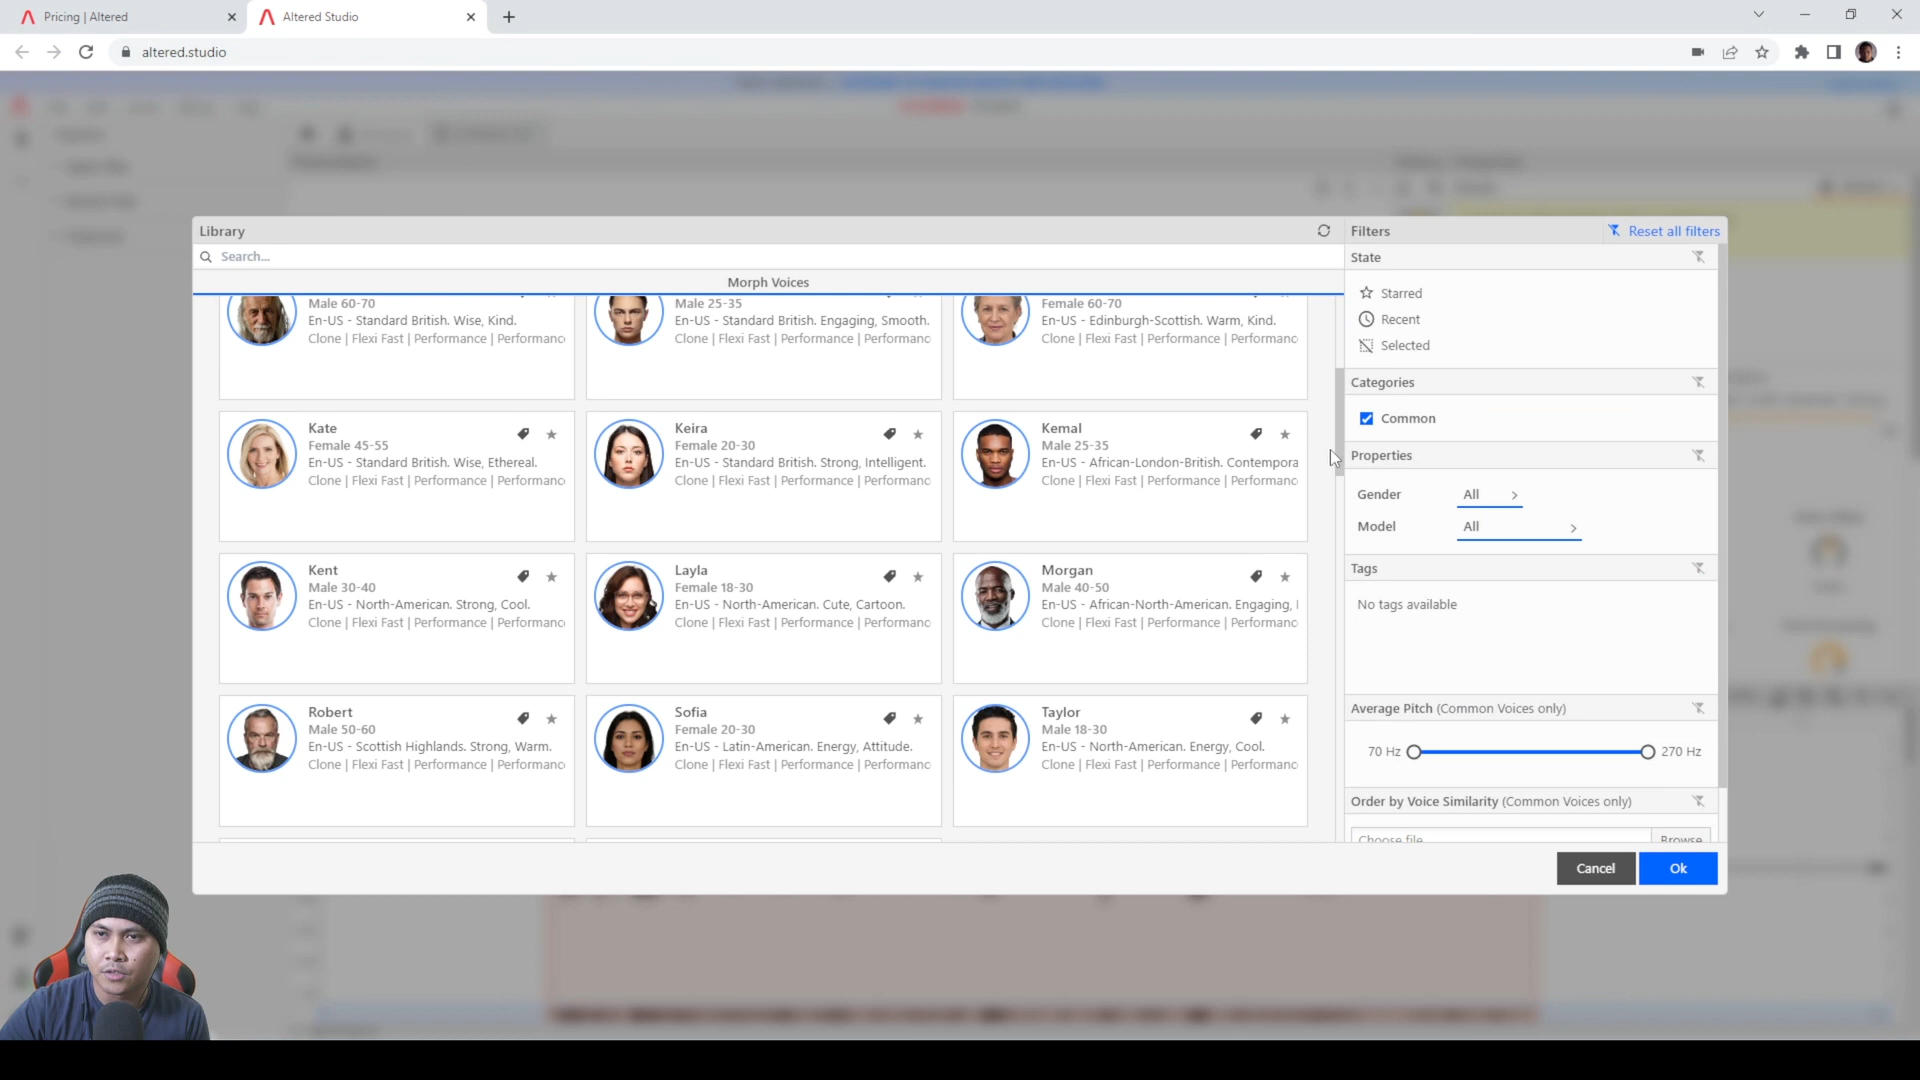 Pricing | Altered
Altered Studio
altered.studio
Library
Search...
Morph Voices
Male 60-70
En-US - Standard British. Wise, Kind.
Clone | Flexi Fast | Performance | Performanc
Male 25-35
En-US - Standard British. Engaging, Smooth.
Clone | Flexi Fast | Performance | Performanc
Female 60-70
En-US - Edinburgh-Scottish. Warm, Kind.
Clone | Flexi Fast | Performance | Performanc
Kate
Female 45-55
En-US - Standard British. Wise, Ethereal.
Clone | Flexi Fast | Performance | Performanc
Keira
Female 20-30
En-US - Standard British. Strong, Intelligent.
Clone | Flexi Fast | Performance | Performanc
Kemal
Male 25-35
En-US - African-London-British. Contempora
Clone | Flexi Fast | Performance | Performanc
Kent
Male 30-40
En-US - North-American. Strong, Cool.
Clone | Flexi Fast | Performance | Performanc
Layla
Female 18-30
En-US - North-American. Cute, Cartoon.
Clone | Flexi Fast | Performance | Performanc
Morgan
Male 40-50
En-US - African-North-American. Engaging,
Clone | Flexi Fast | Performance | Performanc
Robert
Male 50-60
En-US - Scottish Highlands. Strong, Warm.
Clone | Flexi Fast | Performance | Performanc
Sofia
Female 20-30
En-US - Latin-American. Energy, Attitude.
Clone | Flexi Fast | Performance | Performanc
Taylor
Male 18-30
En-US - North-American. Energy, Cool.
Clone | Flexi Fast | Performance | Performanc
Filters
Reset all filters
State
Starred
Recent
Selected
Categories
Common
Properties
Gender All
Model All
Tags
No tags available
Average Pitch (Common Voices only)
70 Hz 270 Hz
Order by Voice Similarity (Common Voices only)
Choose file Browse
Cancel Ok